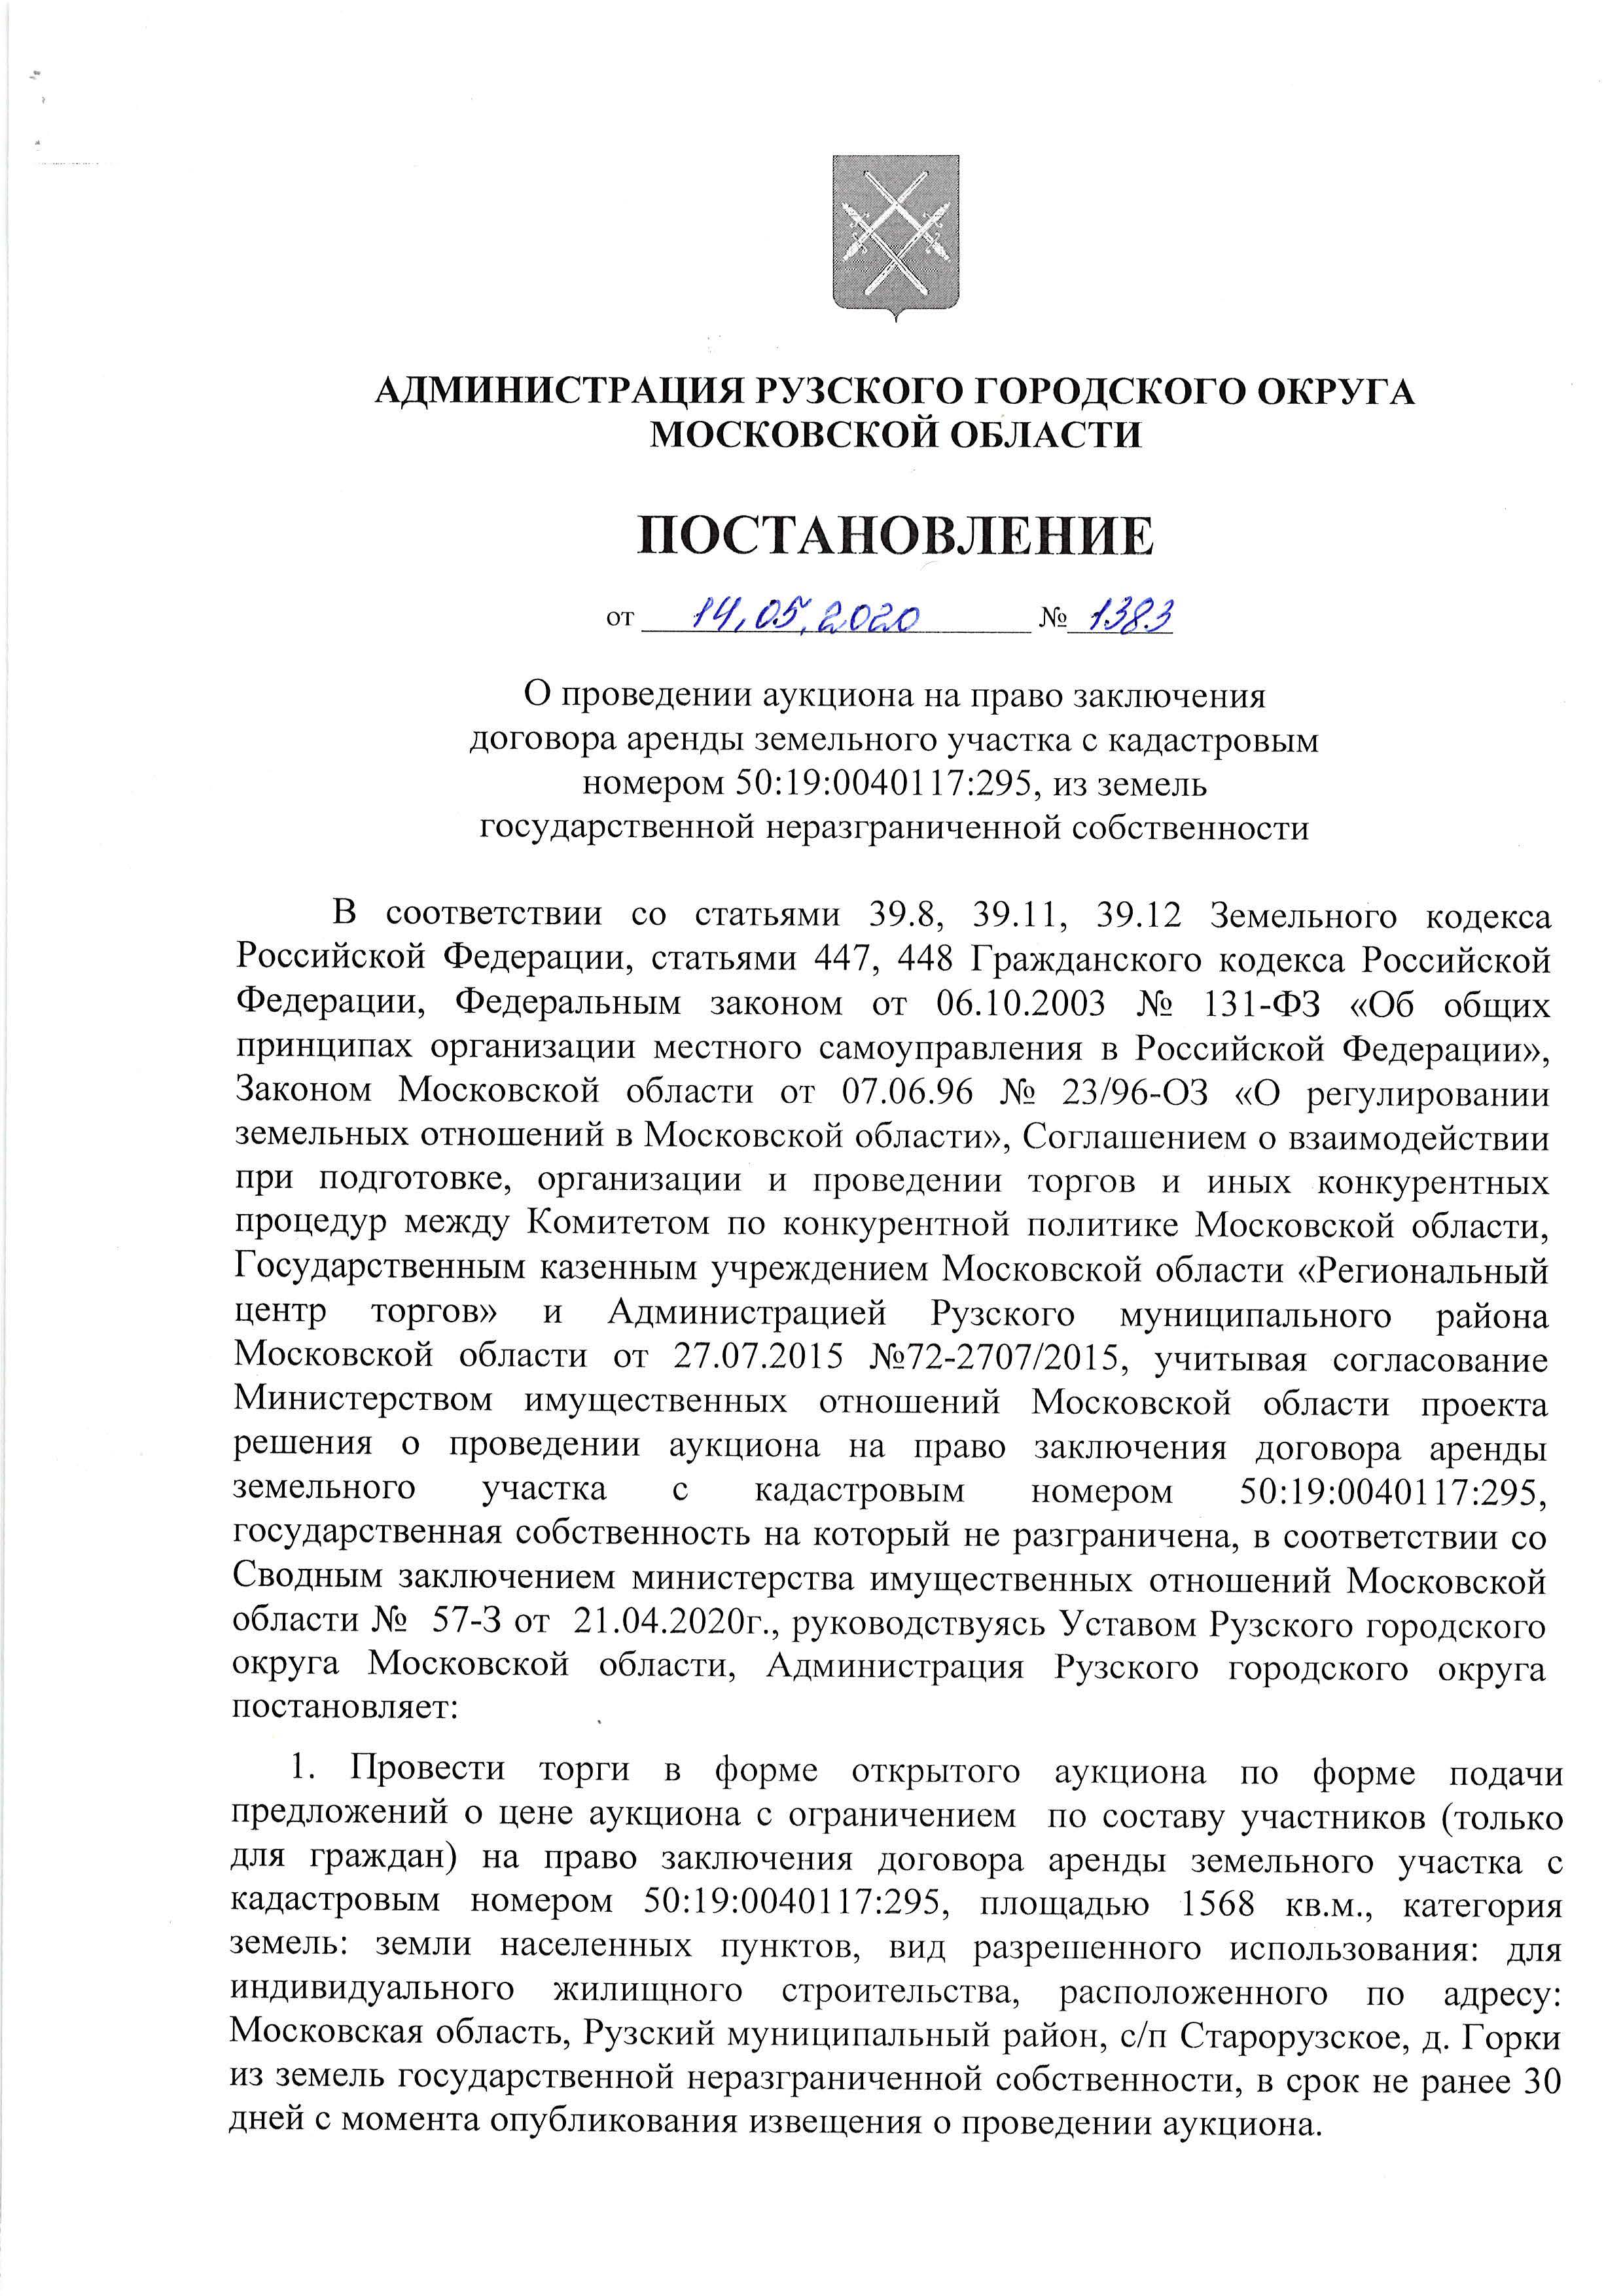 АДМИНИСТРАЦИЯ РУЗСКОГО ГОРОДСКОГО ОКРУГА
МОСКОВСКОЙ ОБЛАСТИ
ПОСТАНОВЛЕНИЕ
от 14.05.2020 № 1383
О проведении аукциона на право заключения
договора аренды земельного участка с кадастровым
номером 50:19:0040117:295, из земель
государственной неразграниченной собственности
В соответствии со статьями 39.8, 39.11, 39.12 Земельного кодекса
Российской Федерации, статьями 447, 448 Гражданского кодекса Российской
Федерации, Федеральным законом от 06.10.2003 № 131-ФЗ «Об общих
принципах организации местного самоуправления в Российской Федерации»,
Законом Московской области от 07.06.96 № 23/96-ОЗ «О регулировании
земельных отношений в Московской области», Соглашением о взаимодействии
при подготовке, организации и проведении торгов и иных конкурентных
процедур между Комитетом по конкурентной политике Московской области,
Государственным казенным учреждением Московской области «Региональный
центр торгов» и Администрацией Рузского муниципального района
Московской области от 27.07.2015 №72-2707/2015, учитывая согласование
Министерством имущественных отношений Московской области проекта
решения о проведении аукциона на право заключения договора аренды
земельного участка с кадастровым номером 50:19:0040117:295,
государственная собственность на который не разграничена, в соответствии со
Сводным заключением министерства имущественных отношений Московской
области № 57-З от 21.04.2020г., руководствуясь Уставом Рузского городского
округа Московской области, Администрация Рузского городского округа
постановляет:
1. Провести торги в форме открытого аукциона по форме подачи
предложений о цене аукциона с ограничением по составу участников (только
для граждан) на право заключения договора аренды земельного участка с
кадастровым номером 50:19:0040117:295, площадью 1568 кв.м., категория
земель: земли населенных пунктов, вид разрешенного использования: для
индивидуального жилищного строительства, расположенного по адресу:
Московская область, Рузский муниципальный район, с/п Старорузское, д. Горки
из земель государственной неразграниченной собственности, в срок не ранее 30
дней с момента опубликования извещения о проведении аукциона.